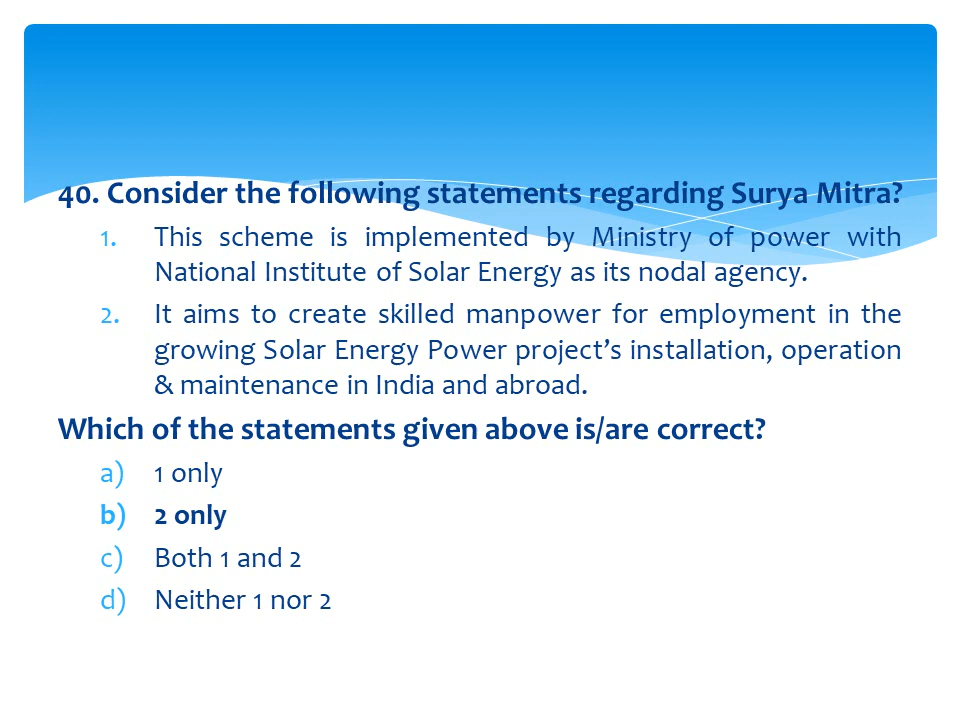 40. Consider the following statements regarding Surya Mitra?
1. This scheme is implemented by Ministry of power with
National Institute of Solar Energy as its nodal agency.
2. It aims to create skilled manpower for employment in the
growing Solar Energy Power project’s installation, operation
& maintenance in India and abroad.
Which of the statements given above is/are correct?
a) 1 only
b) 2 only
c) Both 1 and 2
d) Neither 1 nor 2